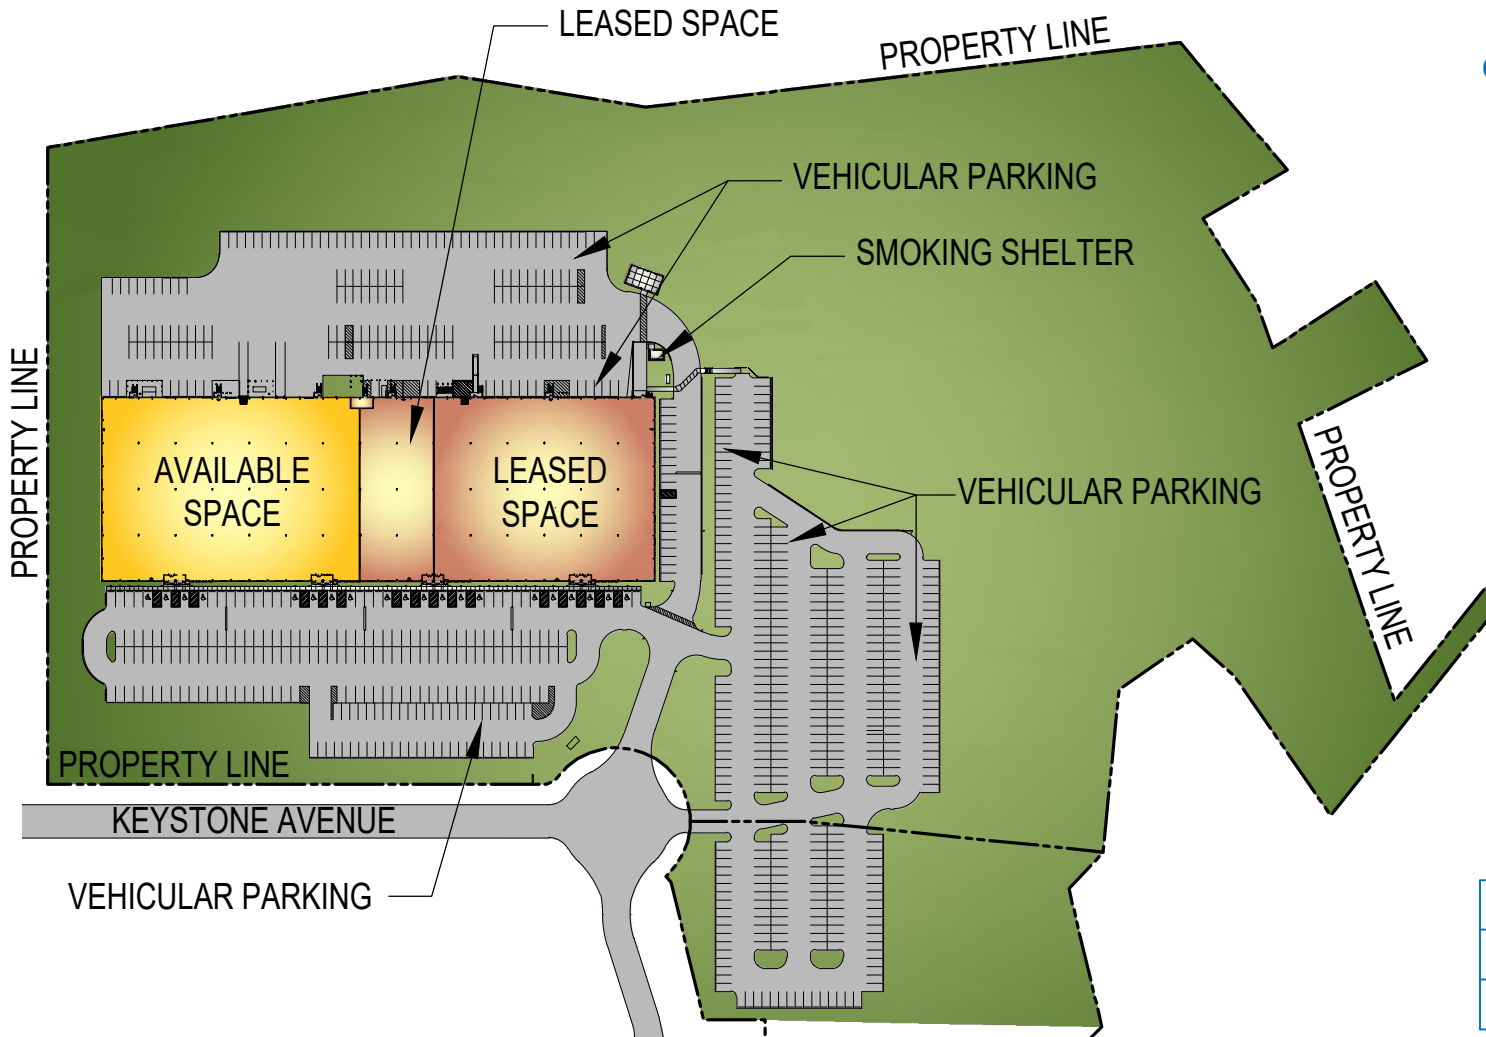 LEASED SPACE
PROPERTY LINE
VEHICULAR PARKING
SMOKING SHELTER
PROPERTY LINE
AVAILABLE
SPACE
LEASED
SPACE
VEHICULAR PARKING
PROPERTY LINE
PROPERTY LINE
KEYSTONE AVENUE
VEHICULAR PARKING